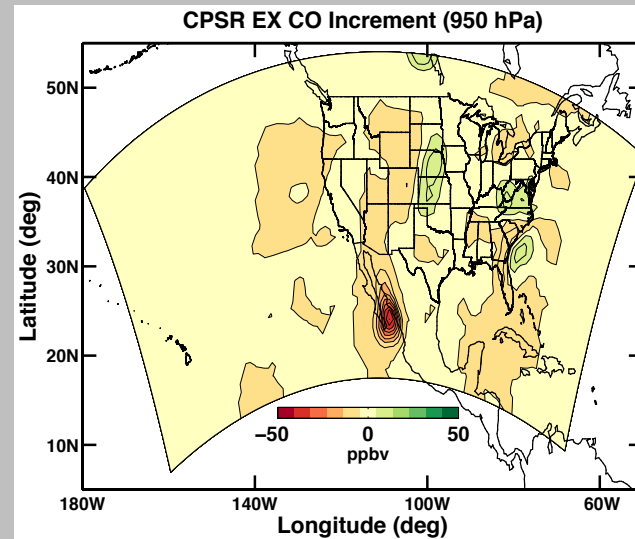 CPSR EX CO Increment (950 hPa)
50N
40N
30N
20N
10N
Latitude (deg)
−50 0 50
ppbv
180W 140W 100W 60W
Longitude (deg)